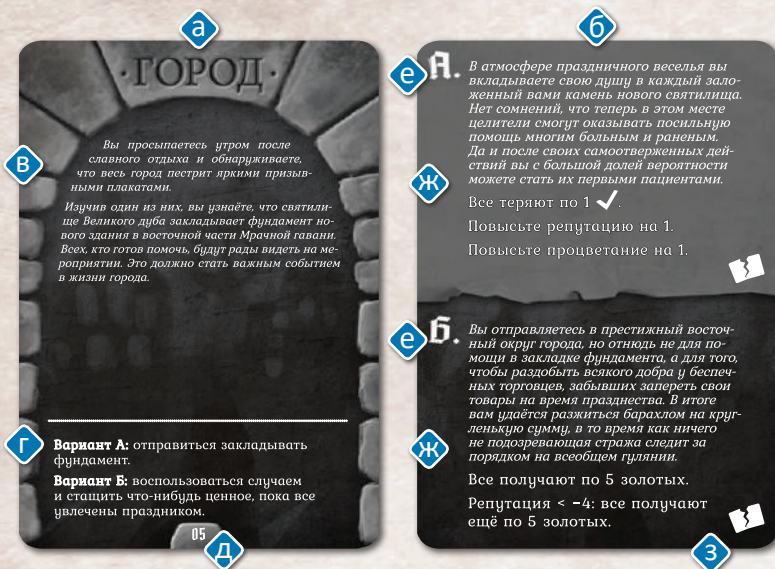 а
·ГОРОД·
в
Вы просыпаетесь утром после
славного отдыха и обнаруживаете,
что весь город пестрит яркими призыв-
ными плакатами.
Изучив один из них, вы узнаёте, что святили-
ще Великого дуба закладывает фундамент но-
вого здания в восточной части Мрачной гавани.
Всех, кто готов помочь, будут рады видеть на ме-
роприятии. Это должно стать важным событием
в жизни города.
г
Вариант А: отправиться закладывать
фундамент.
Вариант Б: воспользоваться случаем
и стащить что-нибудь ценное, пока все
увлечены праздником.
05
д
б
е
А.
В атмосфере праздничного веселья вы
вкладываете свою душу в каждый зало-
женный вами камень нового святилища.
Нет сомнений, что теперь в этом месте
целители смогут оказывать посильную
помощь многим больным и раненым.
Да и после своих самоотверженных дей-
ствий вы с большой долей вероятности
можете стать их первыми пациентами.
ж
Все теряют по 1 ✓.
Повысьте репутацию на 1.
Повысьте процветание на 1.
е
Б.
Вы отправляетесь в престижный восточ-
ный округ города, но отнюдь не для по-
мощи в закладке фундамента, а для того,
чтобы раздобыть всякого добра у беспеч-
ных торговцев, забывших запереть свои
товары на время празднества. В итоге
вам удаётся разжиться барахлом на круг-
ленькую сумму, в то время как ничего
не подозревающая стража следит за
порядком на всеобщем гулянии.
ж
Все получают по 5 золотых.
Репутация < –4: все получают
ещё по 5 золотых.
з